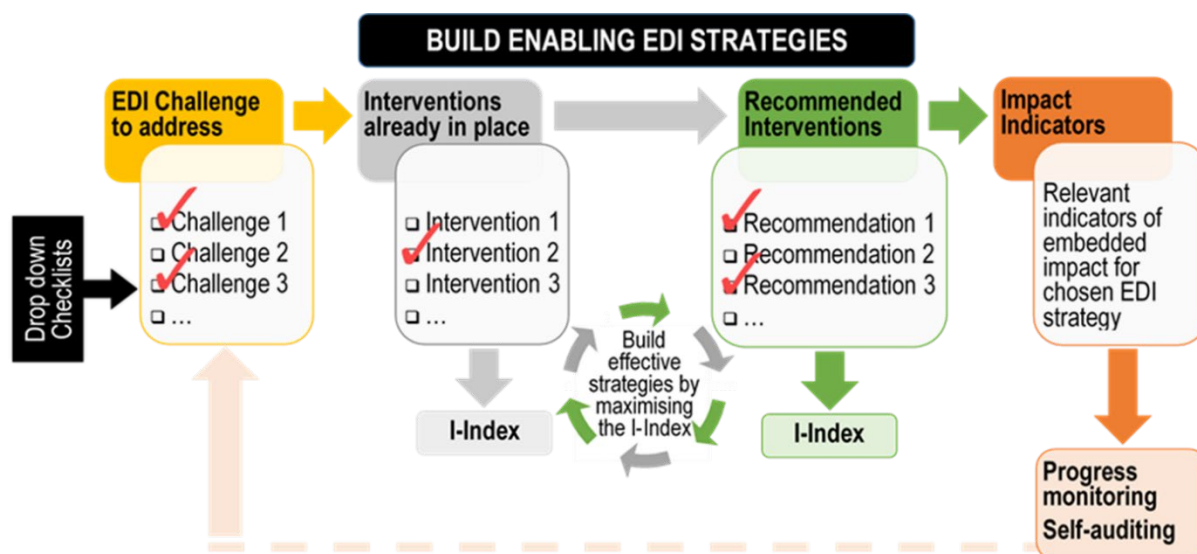 BUILD ENABLING EDI STRATEGIES
EDI Challenge
to address
Interventions
already in place
Recommended
Interventions
Impact
Indicators
Drop down
Checklists
Challenge 1
Challenge 2
Challenge 3
...
Intervention 1
Intervention 2
Intervention 3
...
Recommendation 1
Recommendation 2
Recommendation 3
...
Relevant
indicators of
embedded
impact for
chosen EDI
strategy
Build
effective
strategies by
maximising
the I-Index
I-Index
I-Index
Progress
monitoring
Self-auditing